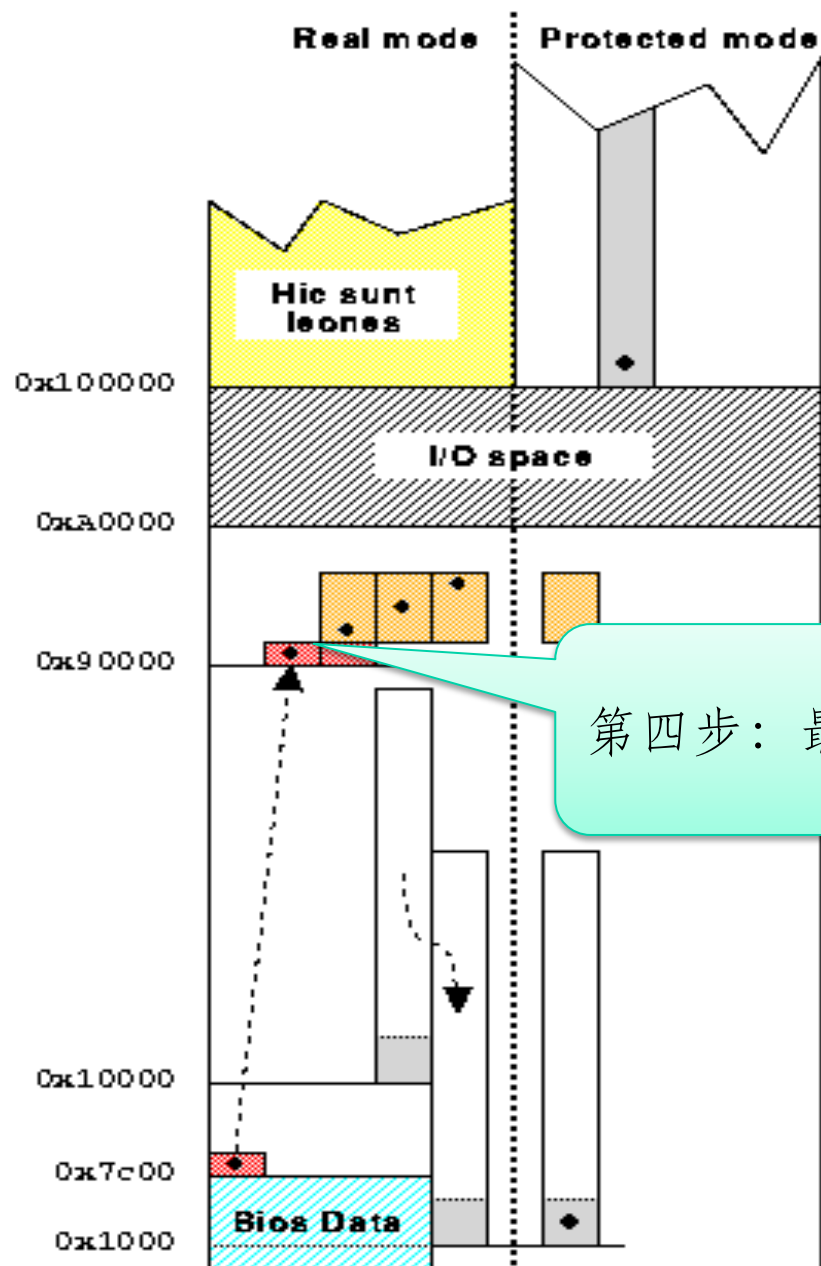 Real mode Protected mode
Hic sunt
leones
0x100000
I/O space
0xA0000
0x90000
第四步：最
0x10000
0x7c00
Bios Data
0x1000